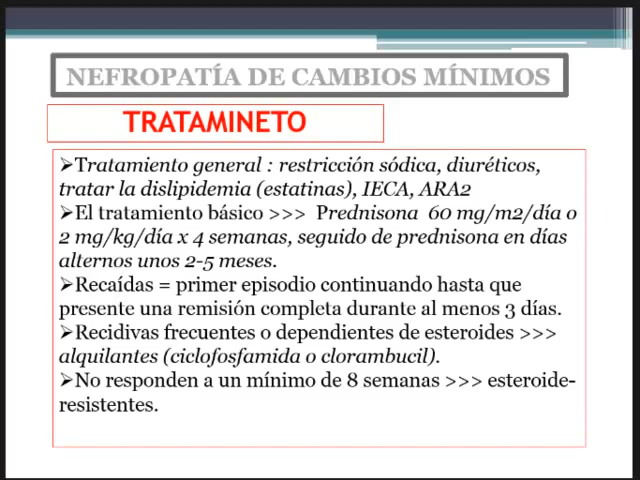 NEFROPATÍA DE CAMBIOS MÍNIMOS
TRATAMINETO
➢Tratamiento general : restricción sódica, diuréticos,
tratar la dislipidemia (estatinas), IECA, ARA2
➢El tratamiento básico >>> Prednisona 60 mg/m2/día o
2 mg/kg/día x 4 semanas, seguido de prednisona en días
alternos unos 2-5 meses.
➢Recaídas = primer episodio continuando hasta que
presente una remisión completa durante al menos 3 días.
➢Recidivas frecuentes o dependientes de esteroides >>>
alquilantes (ciclofosfamida o clorambucil).
➢No responden a un mínimo de 8 semanas >>> esteroide-
resistentes.